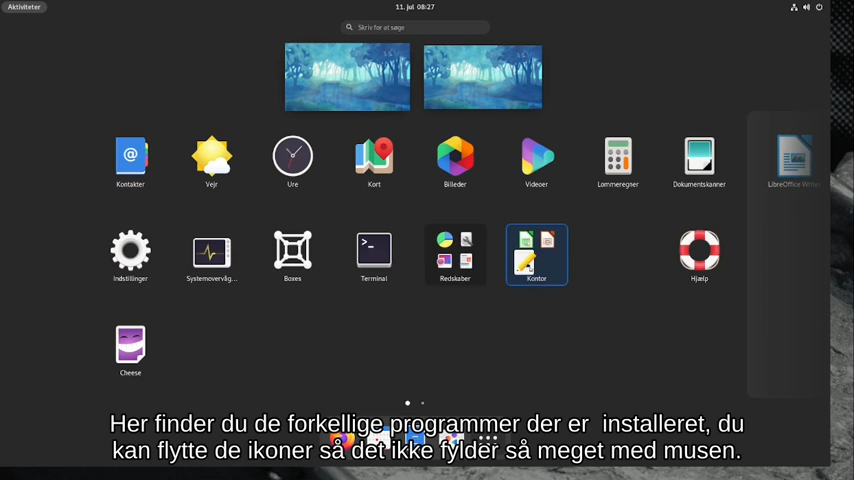 Aktiviteter
11. jul 08:27
Skriv for at søge
Kontakter
Vejr
Ure
Kort
Billeder
Videoer
Lommeregner
Dokumentskanner
LibreOffice Writer
Indstillinger
Systemovervåg...
Boxes
Terminal
Redskaber
Kontor
Hjælp
Cheese
Her finder du de forkellige programmer der er installeret, du
kan flytte de ikoner så det ikke fylder så meget med musen.